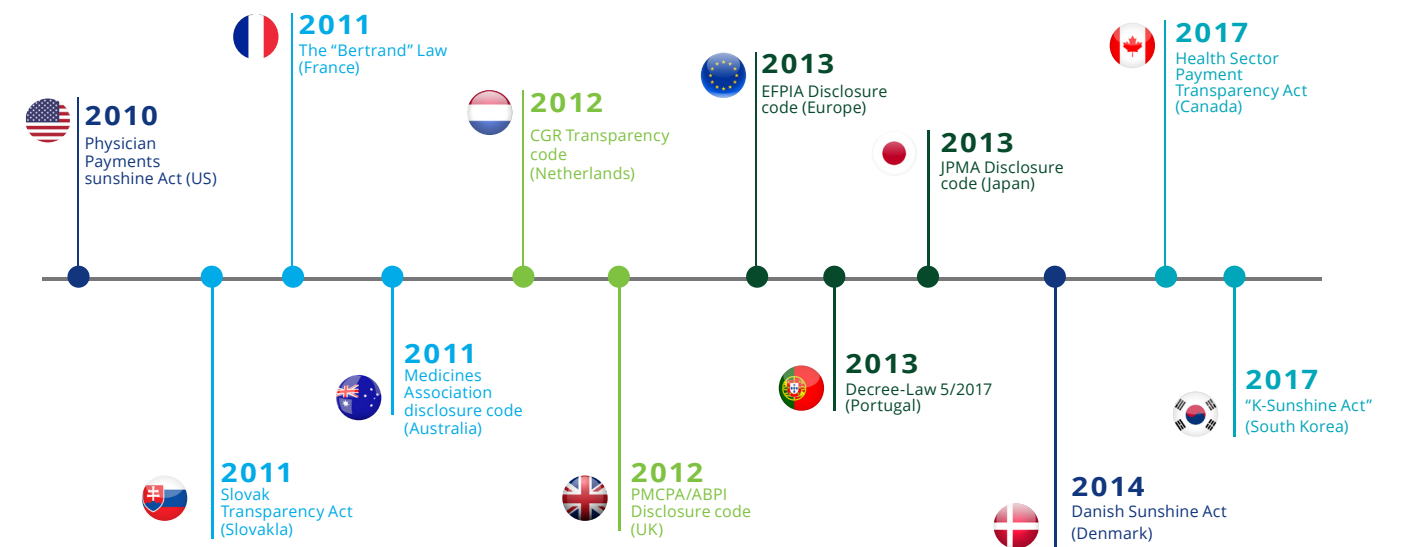 2010
Physician
Payments
sunshine Act (US)
2011
Slovak
Transparency Act
(Slovakla)
2011
The “Bertrand” Law
(France)
2011
Medicines
Association
disclosure code
(Australia)
2012
CGR Transparency
code
(Netherlands)
2012
PMCPA/ABPI
Disclosure code
(UK)
2013
EFPIA Disclosure
code (Europe)
2013
Decree-Law 5/2017
(Portugal)
2013
JPMA Disclosure
code (Japan)
2014
Danish Sunshine Act
(Denmark)
2017
Health Sector
Payment
Transparency Act
(Canada)
2017
“K-Sunshine Act”
(South Korea)